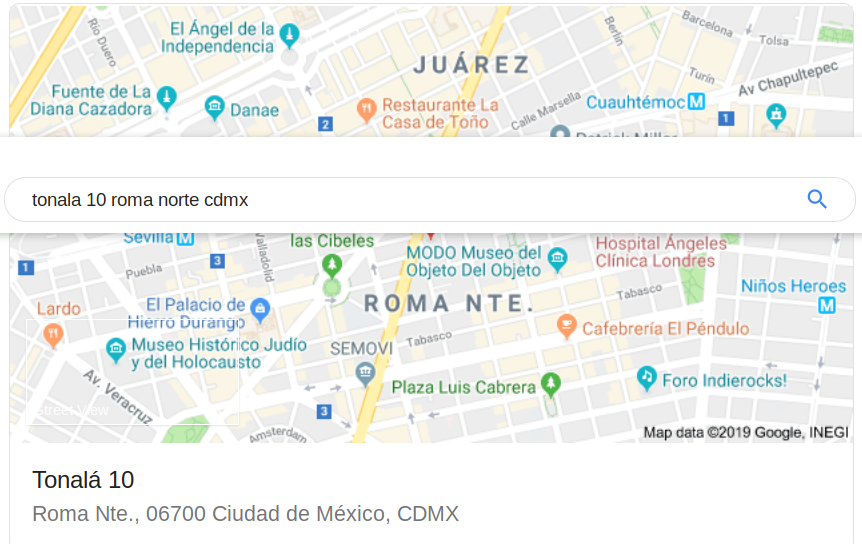 El Ángel de la
Independencia
Río Duero
JUÁREZ
Berlín
Barcelona
Tolsa
Turín
Av Chapultepec
Fuente de La
Diana Cazadora
Danae
Restaurante La
Casa de Toño
Calle Marsella
Cuauhtémoc M
2
1
Patrick Miller
tonala 10 roma norte cdmx
Sevilla M
Valladolid
las Cibeles
MODO Museo del
Objeto Del Objeto
Hospital Ángeles
Clínica Londres
1
3
Puebla
Niños Heroes
M
Lardo
El Palacio de
Hierro Durango
ROMA NTE.
Tabasco
Cafebrería El Péndulo
Museo Histórico Judío
y del Holocausto
SEMOVI
Tabasco
Av. Veracruz
Plaza Luis Cabrera
Foro Indierocks!
Street View
3
Amsterdam
Map data ©2019 Google, INEGI
Tonalá 10
Roma Nte., 06700 Ciudad de México, CDMX